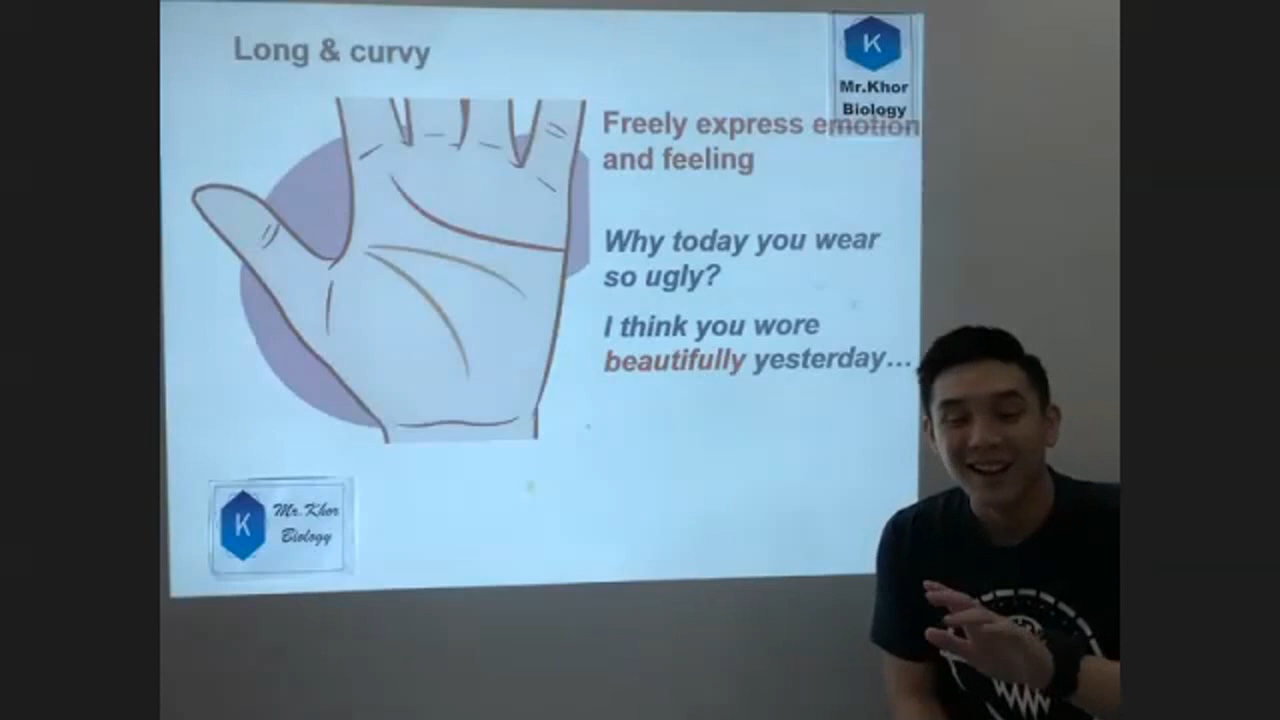 Long & curvy
K
Mr.Khor
Biology
Freely express emotion
and feeling
Why today you wear
so ugly?
I think you wore
beautifully yesterday...
K
Mr.Khor
Biology